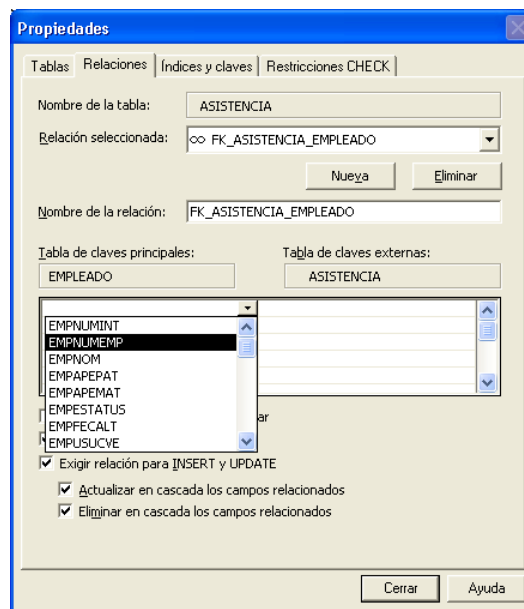 Propiedades
Tablas Relaciones Índices y claves Restricciones CHECK
Nombre de la tabla: ASISTENCIA
Relación seleccionada: FK_ASISTENCIA_EMPLEADO
Nueva Eliminar
Nombre de la relación: FK_ASISTENCIA_EMPLEADO
Tabla de claves principales: Tabla de claves externas:
EMPLEADO ASISTENCIA
EMPNUMINT
EMPNUMEMP
EMPNOM
EMPAPEPAT
EMPAPEMAT
EMPESTATUS
EMPFECALT
EMPUSUCVE
Exigir relación para INSERT y UPDATE
Actualizar en cascada los campos relacionados
Eliminar en cascada los campos relacionados
Cerrar Ayuda